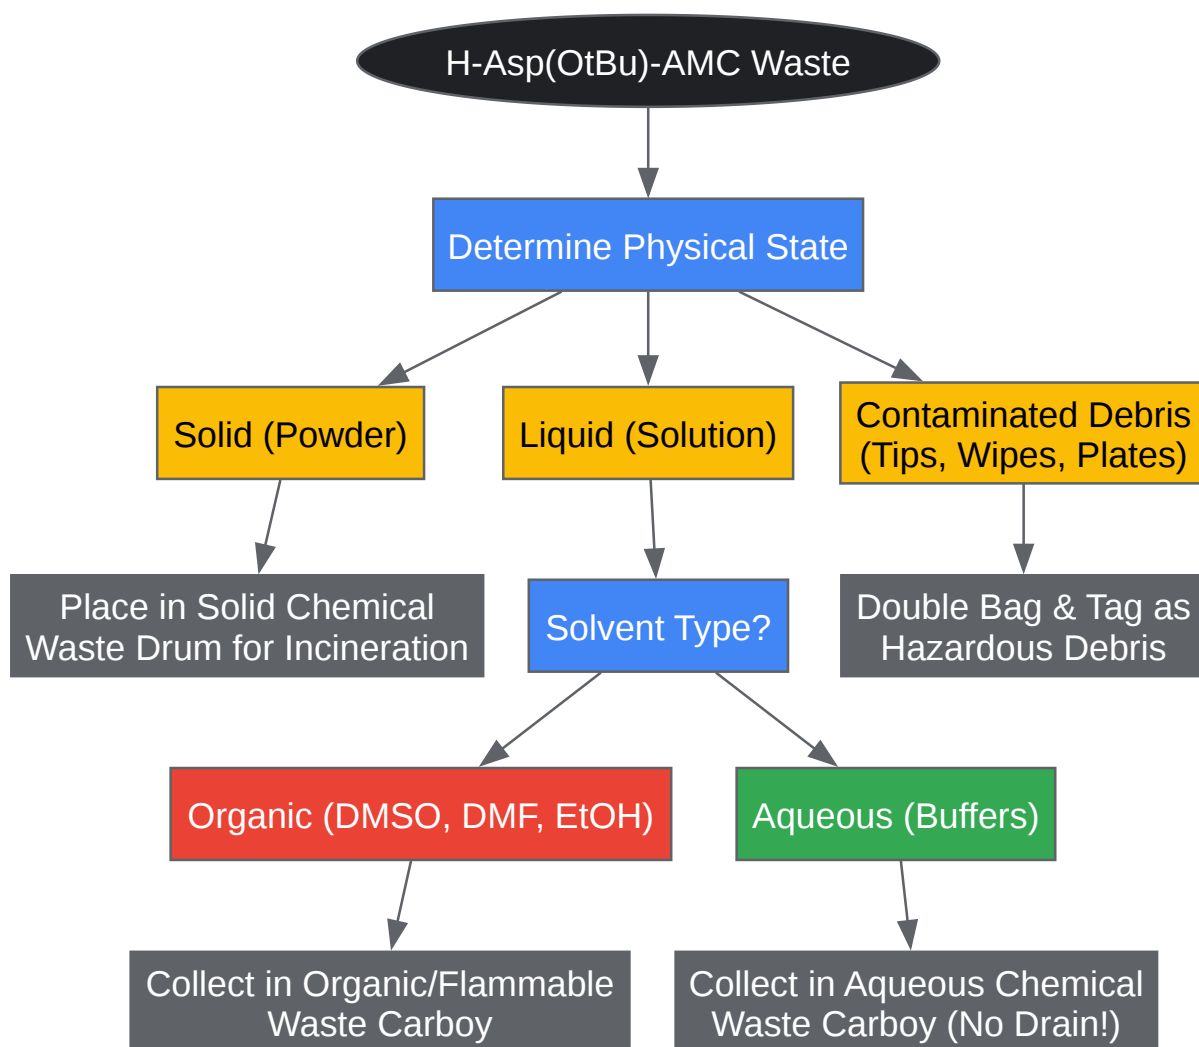 H-Asp(OtBu)-AMC Waste
Determine Physical State
Solid (Powder)
Liquid (Solution)
Contaminated Debris
(Tips, Wipes, Plates)
Place in Solid Chemical
Waste Drum for Incineration
Solvent Type?
Double Bag & Tag as
Hazardous Debris
Organic (DMSO, DMF, EtOH)
Aqueous (Buffers)
Collect in Organic/Flammable
Waste Carboy
Collect in Aqueous Chemical
Waste Carboy (No Drain!)